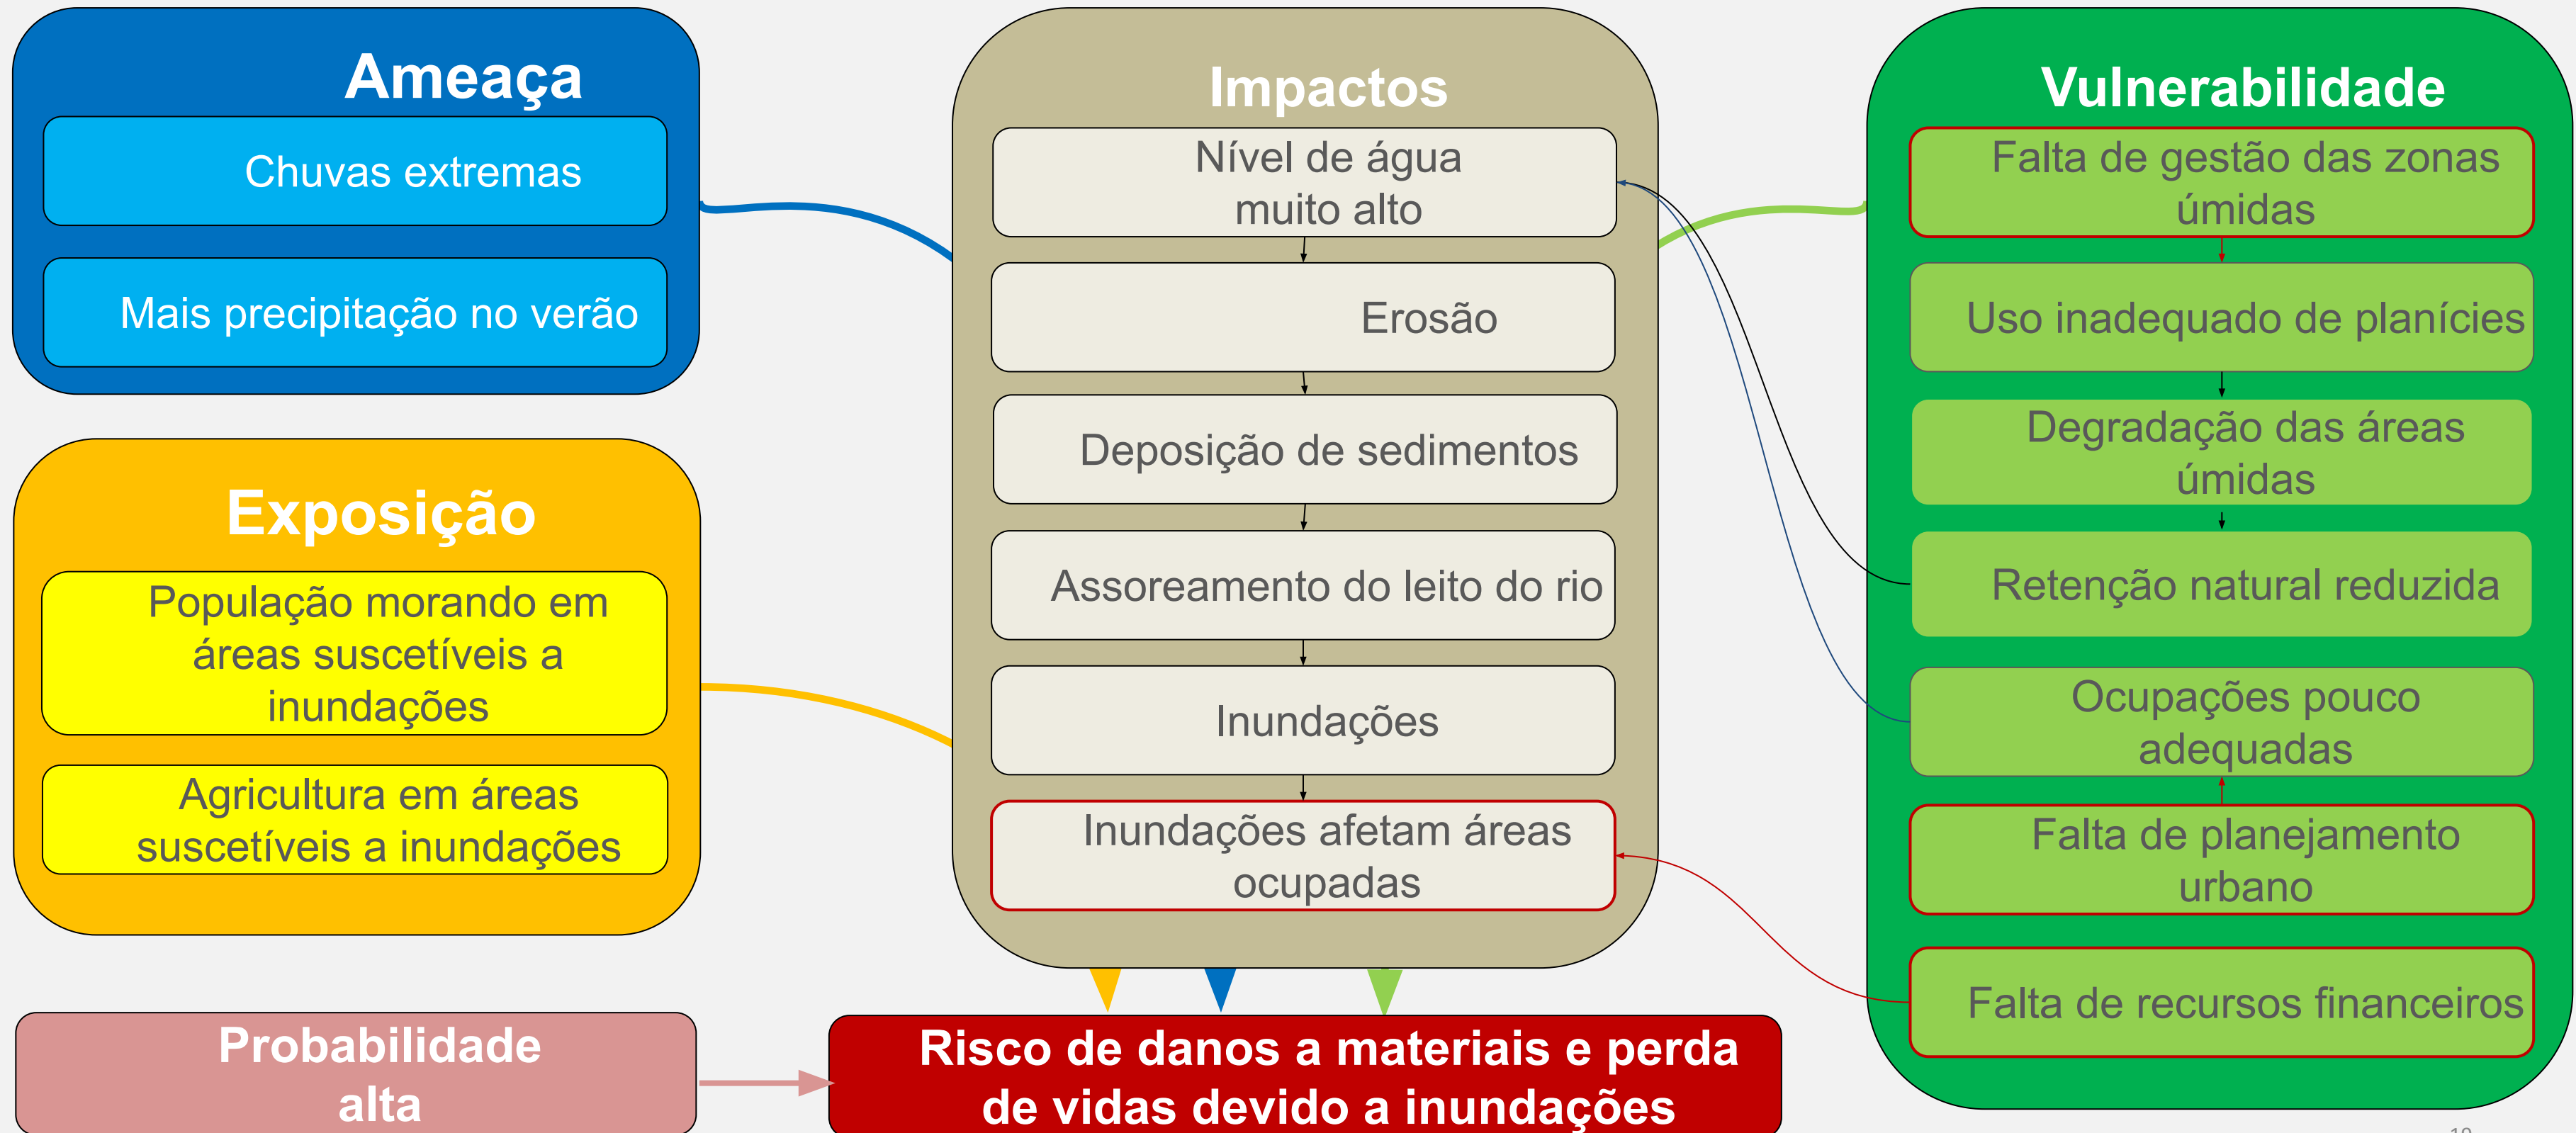 Ameaça
Chuvas extremas
Mais precipitação no verão
Exposição
População morando em
áreas suscetíveis a
inundações
Agricultura em áreas
suscetíveis a inundações
Probabilidade
alta
Impactos
Nível de água
muito alto
Erosão
Deposição de sedimentos
Assoreamento do leito do rio
Inundações
Inundações afetam áreas
ocupadas
Risco de danos a materiais e perda
de vidas devido a inundações
Vulnerabilidade
Falta de gestão das zonas
úmidas
Uso inadequado de planícies
Degradação das áreas
úmidas
Retenção natural reduzida
Ocupações pouco
adequadas
Falta de planejamento
urbano
Falta de recursos financeiros